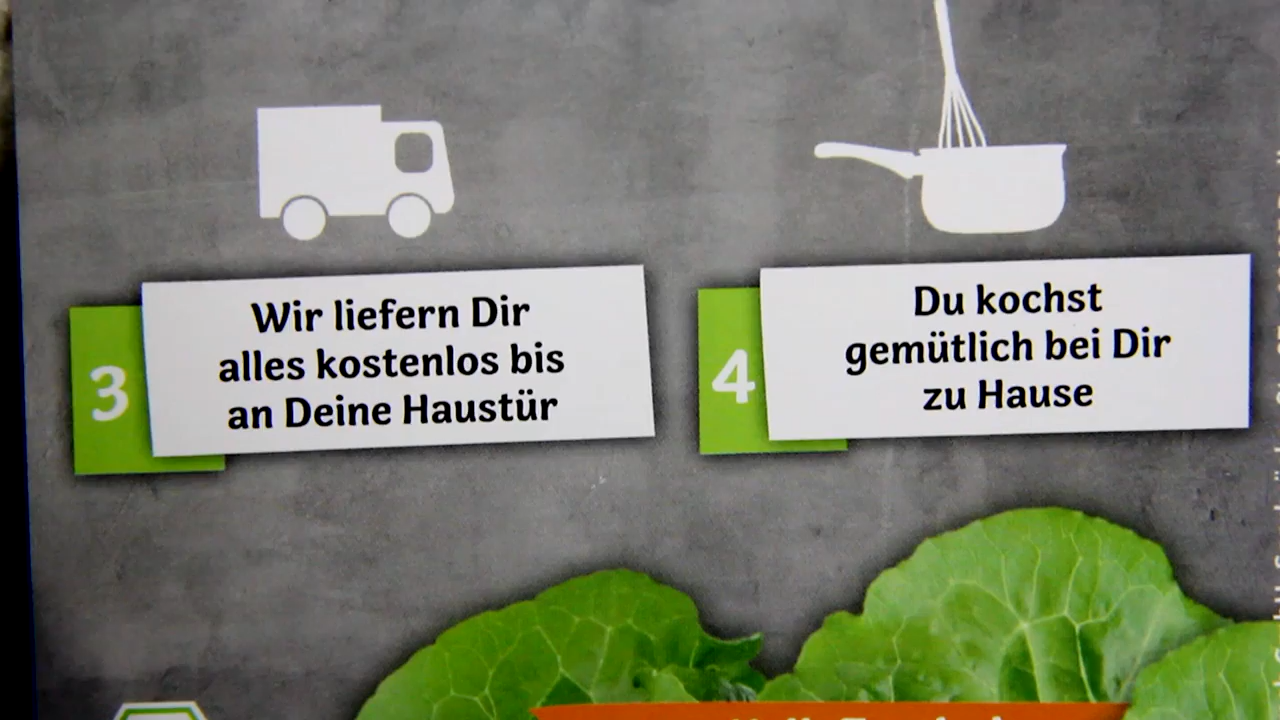 3
Wir liefern Dir
alles kostenlos bis
an Deine Haustür
4
Du kochst
gemütlich bei Dir
zu Hause